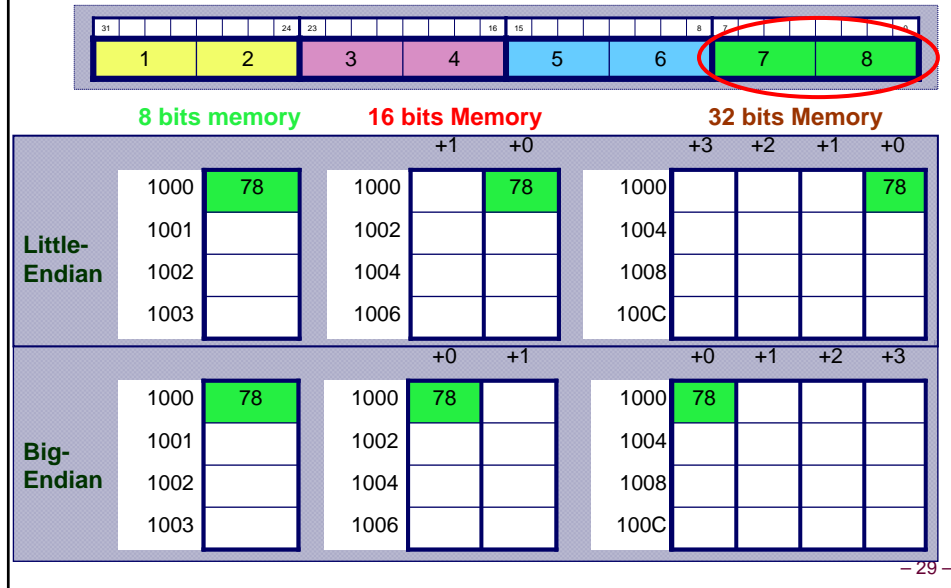 31 24 23 16 15 8 7 0
1 2 3 4 5 6 7 8
8 bits memory 16 bits Memory 32 bits Memory
+1 +0 +3 +2 +1 +0
1000 78 1000 78 1000 78
1001 1002 1004
Little-
Endian
1002 1004 1008
1003 1006 100C
+0 +1 +0 +1 +2 +3
1000 78 1000 78 1000 78
1001 1002 1004
Big-
Endian
1002 1004 1008
1003 1006 100C
– 29 –